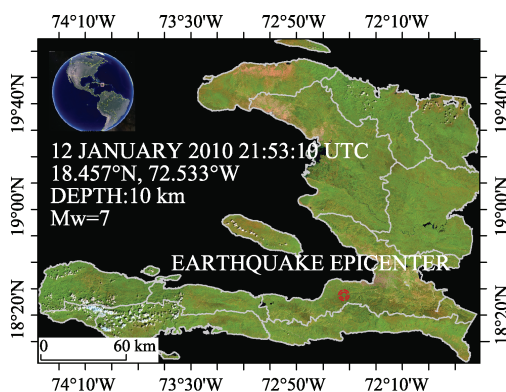 74°10'W 73°30'W 72°50'W 72°10'W
19°40'N 19°40'N
12 JANUARY 2010 21:53:10 UTC
18.457°N, 72.533°W
DEPTH:10 km
Mw=7
19°00'N 19°00'N
EARTHQUAKE EPICENTER
18°20'N 18°20'N
0 60 km
74°10'W 73°30'W 72°50'W 72°10'W